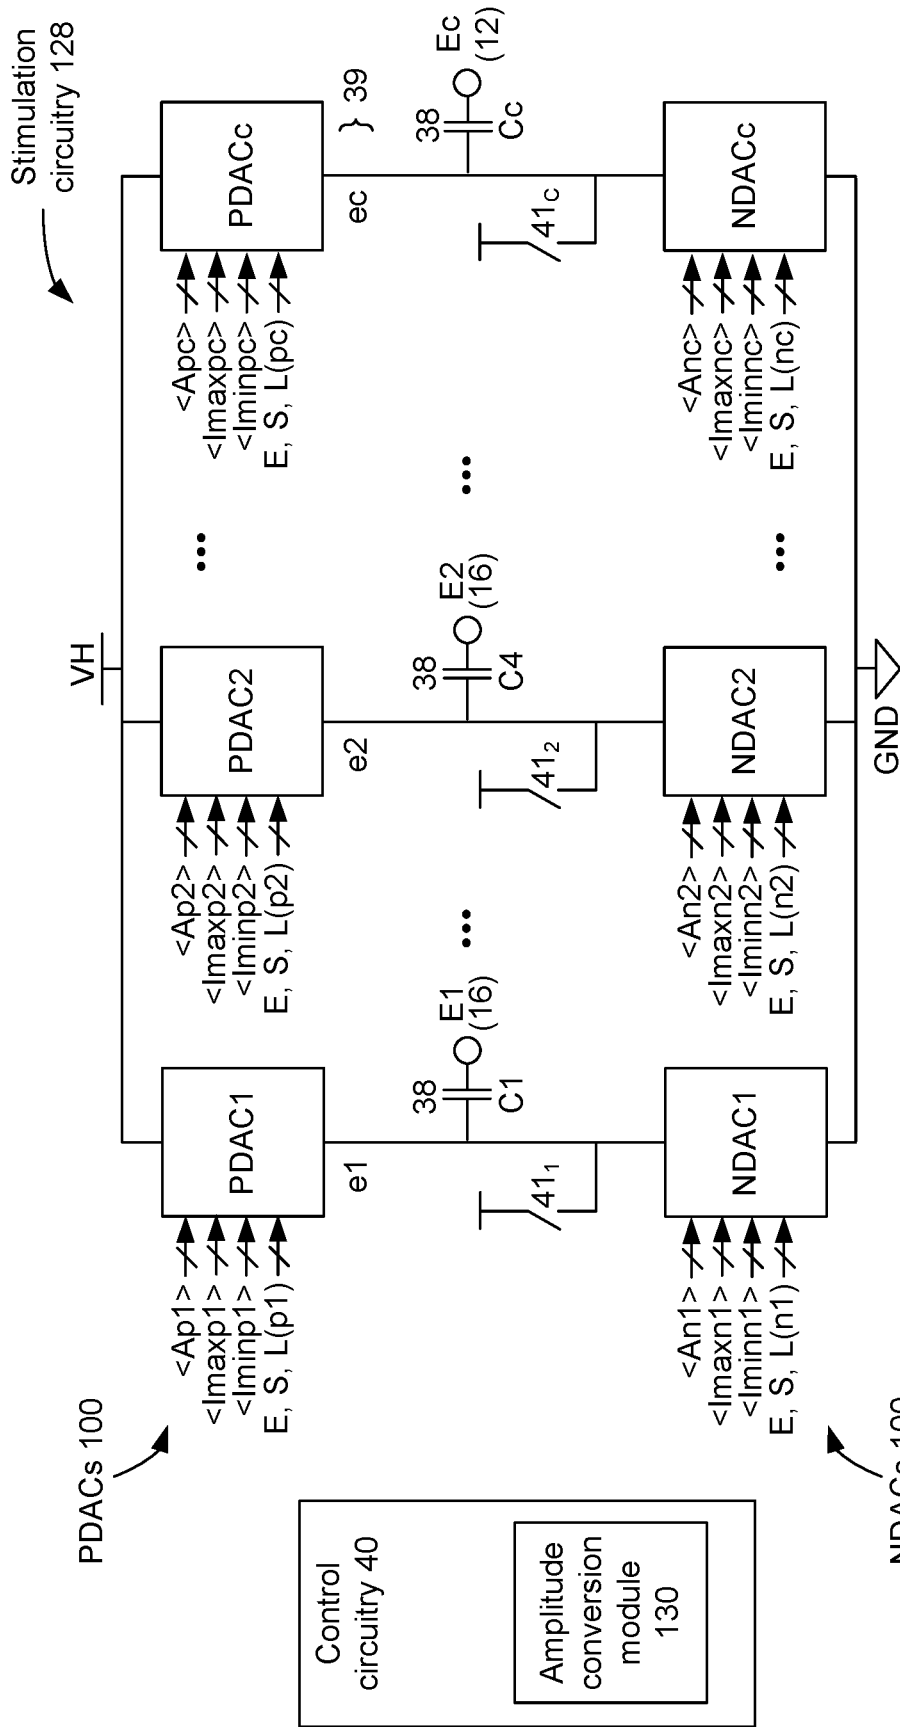 Stimulation
circuitry 128
VH
PDACs 100
<Ap1>
<Imaxp1>
<Iminp1>
E, S, L(p1)
PDAC1
<Ap2>
<Imaxp2>
<Iminp2>
E, S, L(p2)
PDAC2
...
<Apc>
<Imaxpc>
<Iminpc>
E, S, L(pc)
PDACc
Control
circuitry 40
Amplitude
conversion
module
130
e1
38
C1
E1
(16)
41₁
...
e2
38
C4
E2
(16)
41₂
...
ec
} 39
38
Cc
Ec
(12)
41c
<An1>
<Imaxn1>
<Iminn1>
E, S, L(n1)
NDAC1
<An2>
<Imaxn2>
<Iminn2>
E, S, L(n2)
NDAC2
...
<Anc>
<Imaxnc>
<Iminnc>
E, S, L(nc)
NDACc
GND
NDACs 100